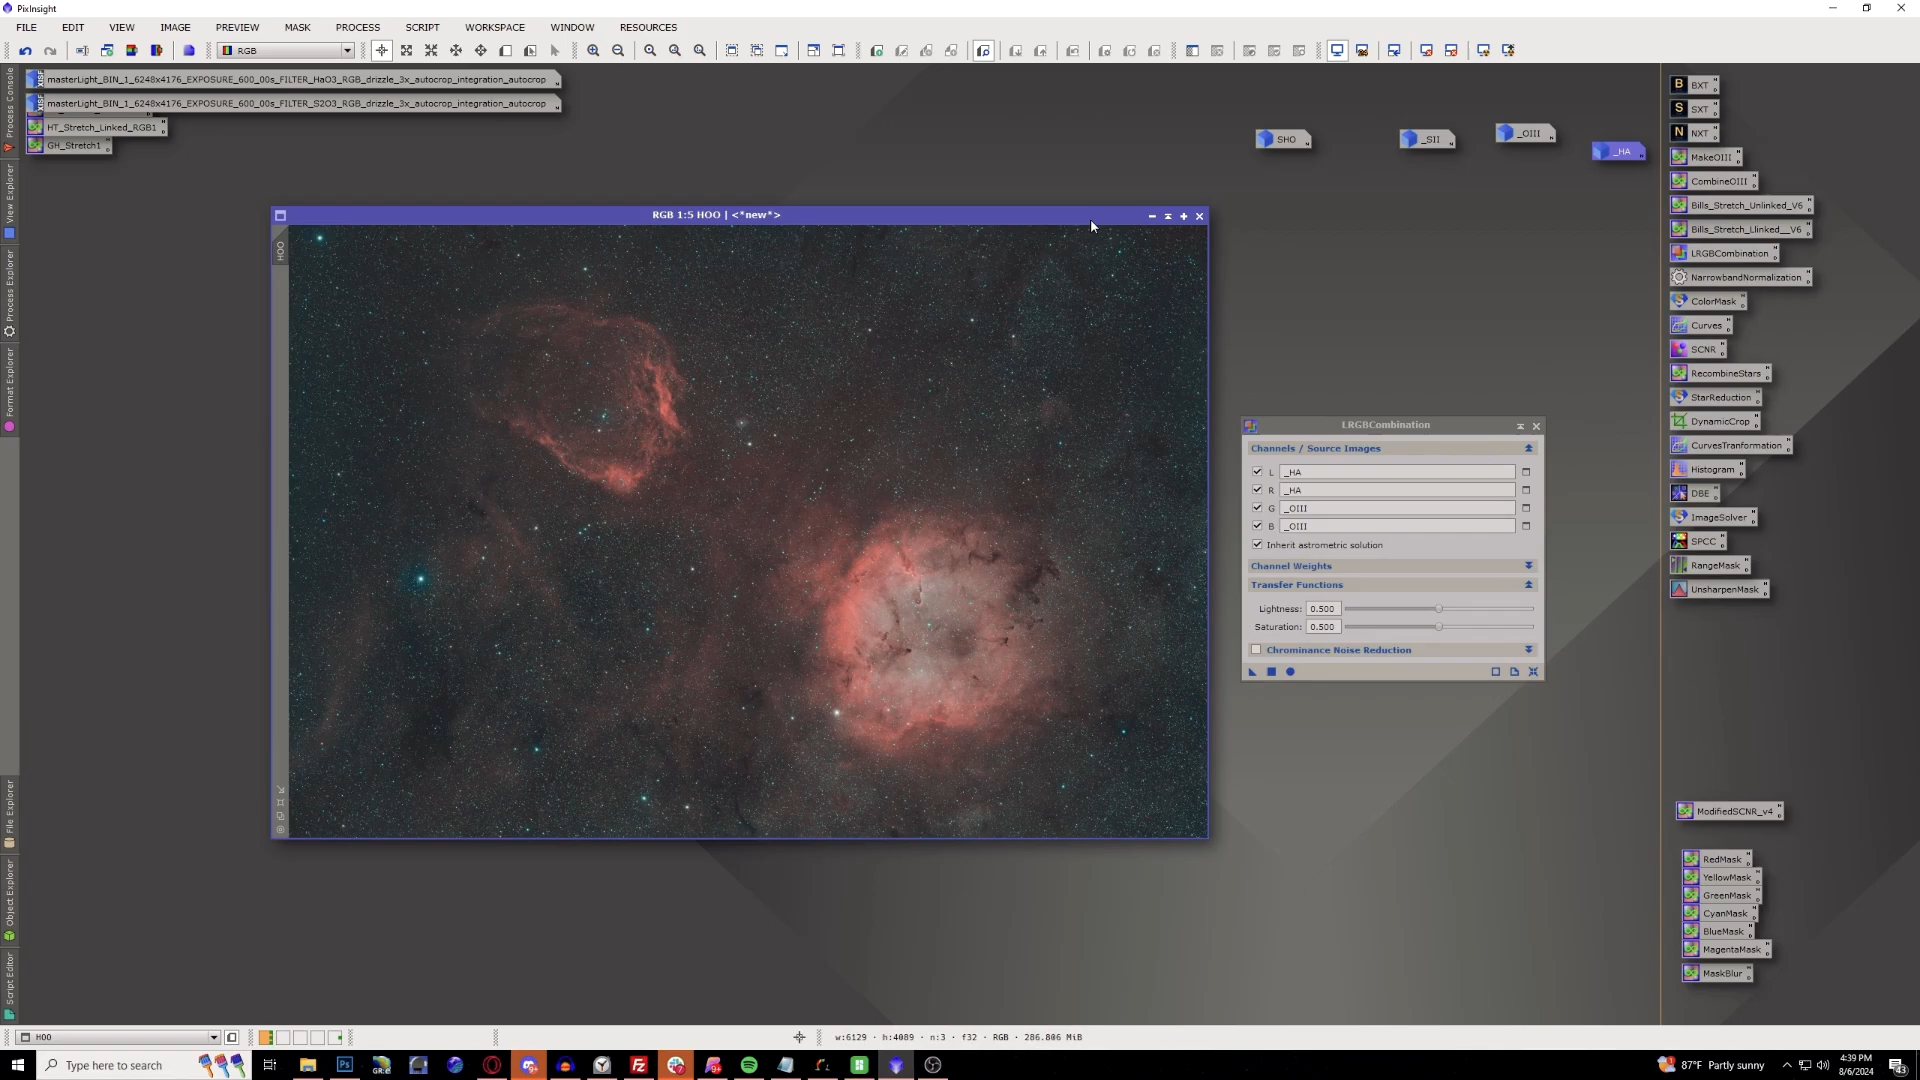 PixInsight
FILE EDIT VIEW IMAGE PREVIEW MASK PROCESS SCRIPT WORKSPACE WINDOW RESOURCES
RGB
masterLight_BIN_1_6248x4176_EXPOSURE_600_00s_FILTER_HaO3_RGB_drizzle_3x_autocrop_integration_autocrop
masterLight_BIN_1_6248x4176_EXPOSURE_600_00s_FILTER_S2O3_RGB_drizzle_3x_autocrop_integration_autocrop
HT_Stretch_Linked_RGB1
GH_Stretch1
Process Console
View Explorer
Process Explorer
Format Explorer
File Explorer
Object Explorer
Script Editor
SHO
_SII
_OIII
_HA
RGB 1:5 HOO | <*new*>
HOO
LRGBCombination
Channels / Source Images
L _HA
R _HA
G _OIII
B _OIII
Inherit astrometric solution
Channel Weights
Transfer Functions
Lightness: 0.500
Saturation: 0.500
Chrominance Noise Reduction
B BXT
S SXT
N NXT
MakeOIII
CombineOIII
Bills_Stretch_Unlinked_V6
Bills_Stretch_Llinked__V6
LRGBCombination
NarrowbandNormalization
ColorMask
Curves
SCNR
RecombineStars
StarReduction
DynamicCrop
CurvesTranformation
Histogram
DBE
ImageSolver
SPCC
RangeMask
UnsharpenMask
ModifiedSCNR_v4
RedMask
YellowMask
GreenMask
CyanMask
BlueMask
MagentaMask
MaskBlur
HOO
w:6129 · h:4089 · n:3 · f32 · RGB · 286.806 MiB
Type here to search
87°F Partly sunny
4:39 PM
8/6/2024
43